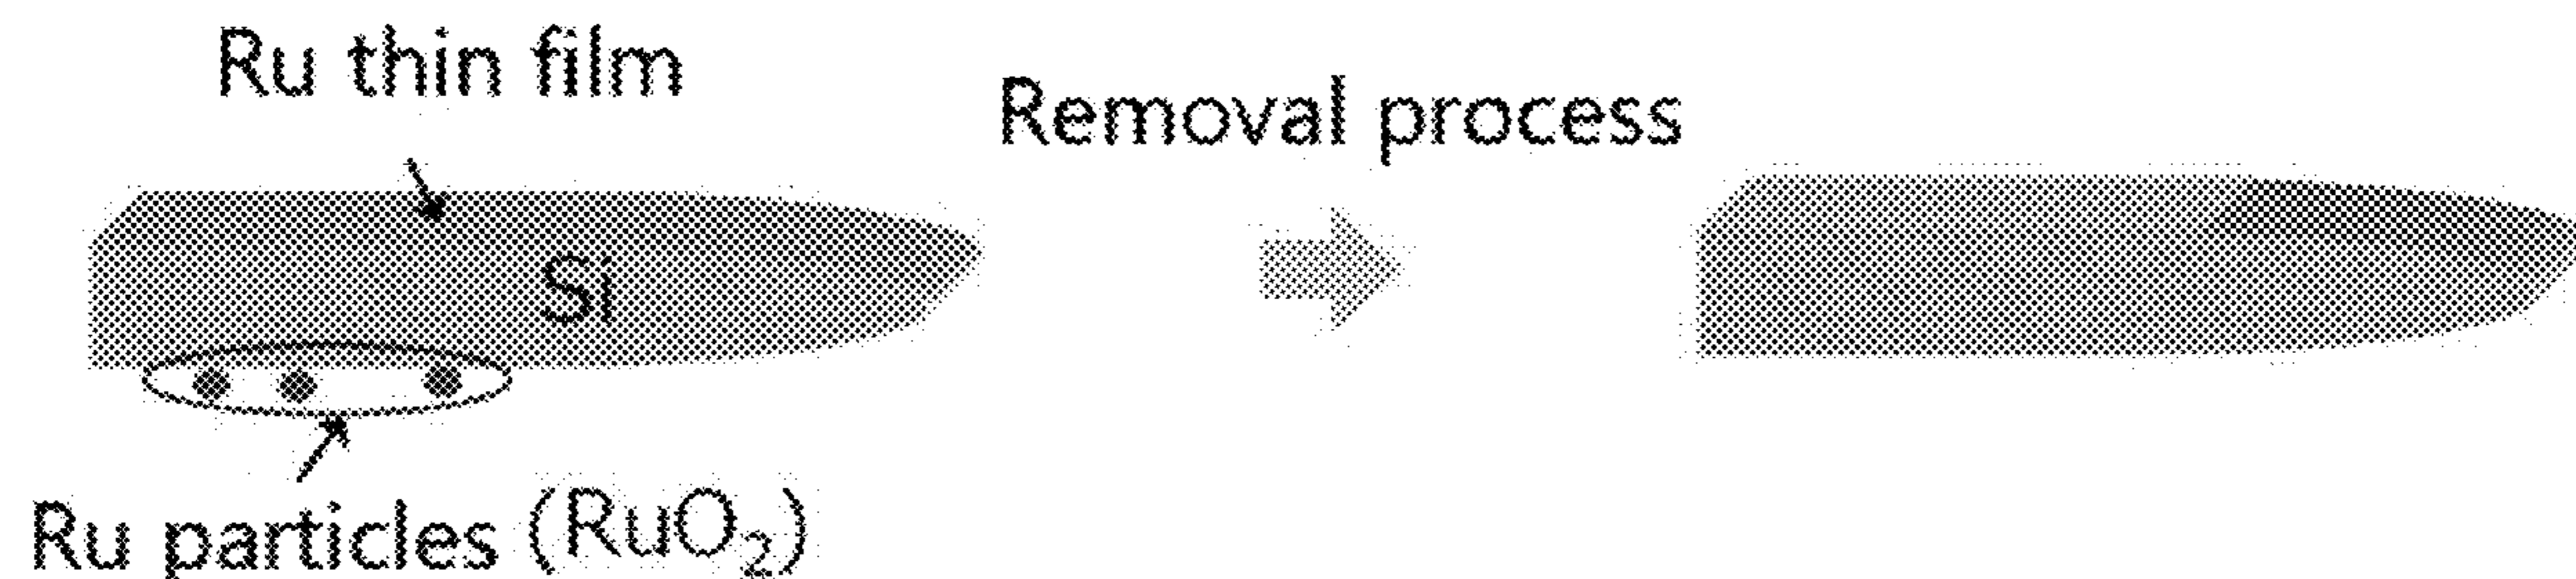 Ru thin film
Removal process
Si
Ru particles (RuO₂)